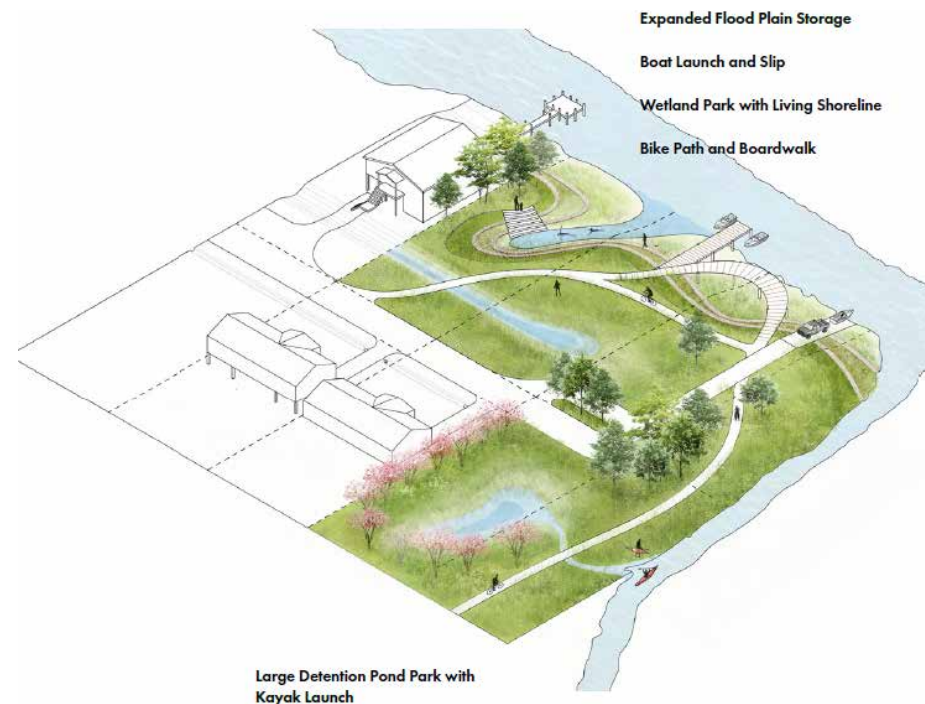 Expanded Flood Plain Storage
Boat Launch and Slip
Wetland Park with Living Shoreline
Bike Path and Boardwalk
Large Detention Pond Park with
Kayak Launch